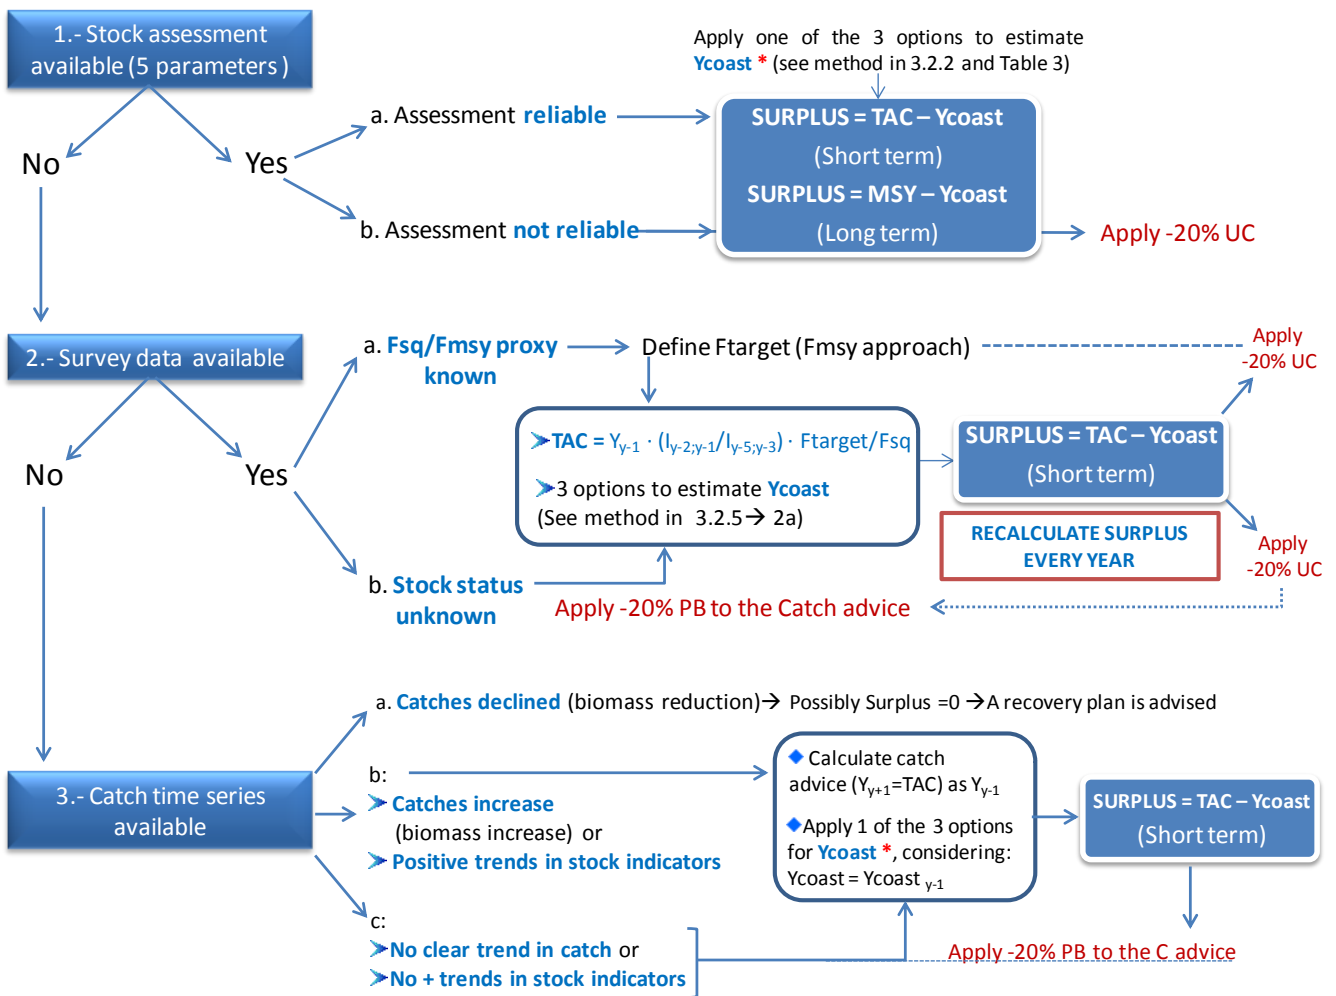 1.- Stock assessment
available (5 parameters )
Apply one of the 3 options to estimate
Ycoast * (see method in 3.2.2 and Table 3)
No
Yes
a. Assessment reliable
b. Assessment not reliable
SURPLUS = TAC – Ycoast
(Short term)
SURPLUS = MSY – Ycoast
(Long term)
Apply -20% UC
2.- Survey data available
No
Yes
a. Fsq/Fmsy proxy
known
Define Ftarget (Fmsy approach)
Apply
-20% UC
TAC = Yy-1 · (Iy-2;y-1/Iy-5;y-3) · Ftarget/Fsq
3 options to estimate Ycoast
(See method in 3.2.5→ 2a)
SURPLUS = TAC – Ycoast
(Short term)
RECALCULATE SURPLUS
EVERY YEAR
Apply
-20% UC
b. Stock status
unknown
Apply -20% PB to the Catch advice
3.- Catch time series
available
a. Catches declined (biomass reduction)→ Possibly Surplus =0 →A recovery plan is advised
b:
Catches increase
(biomass increase) or
Positive trends in stock indicators
c:
No clear trend in catch or
No + trends in stock indicators
Calculate catch
advice (Yy+1=TAC) as Yy-1
Apply 1 of the 3 options
for Ycoast *, considering:
Ycoast = Ycoast y-1
SURPLUS = TAC – Ycoast
(Short term)
Apply -20% PB to the C advice